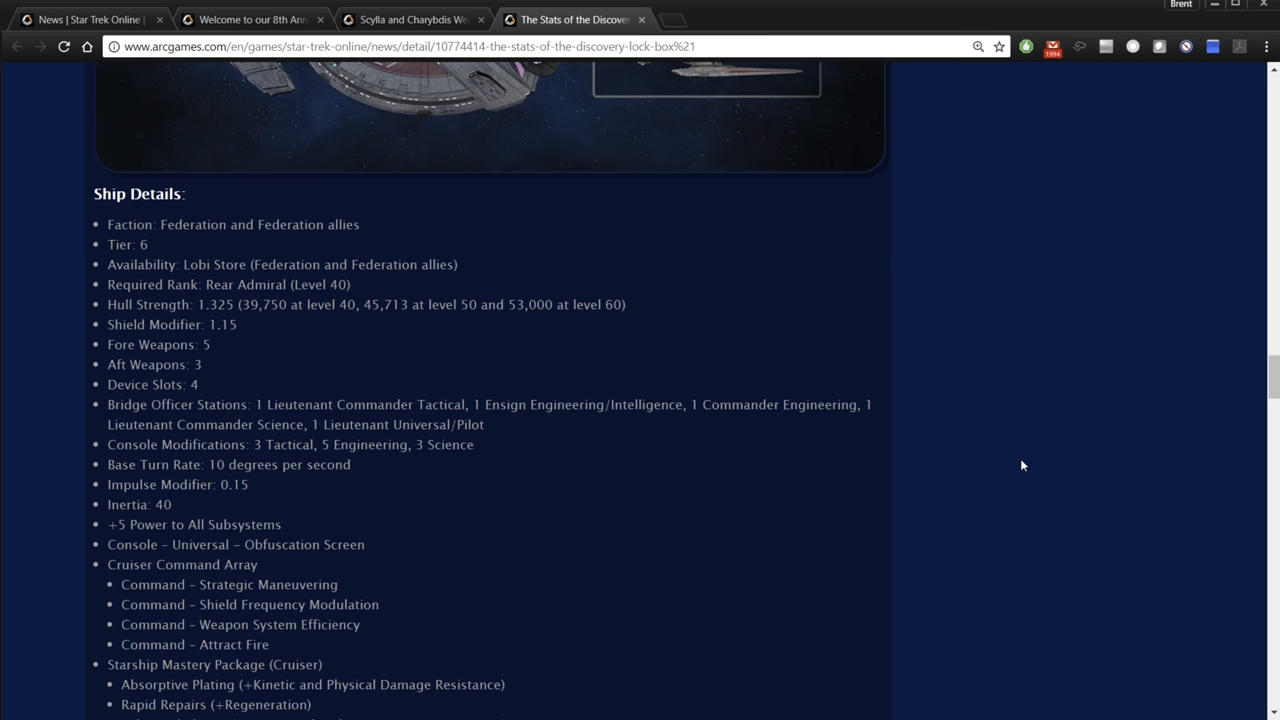 Brent
News | Star Trek Online |
Welcome to our 8th Ann
Scylla and Charybdis We
The Stats of the Discover
www.arcgames.com/en/games/star-trek-online/news/detail/10774414-the-stats-of-the-discovery-lock-box%21
1994
Ship Details:
Faction: Federation and Federation allies
Tier: 6
Availability: Lobi Store (Federation and Federation allies)
Required Rank: Rear Admiral (Level 40)
Hull Strength: 1.325 (39,750 at level 40, 45,713 at level 50 and 53,000 at level 60)
Shield Modifier: 1.15
Fore Weapons: 5
Aft Weapons: 3
Device Slots: 4
Bridge Officer Stations: 1 Lieutenant Commander Tactical, 1 Ensign Engineering/Intelligence, 1 Commander Engineering, 1
Lieutenant Commander Science, 1 Lieutenant Universal/Pilot
Console Modifications: 3 Tactical, 5 Engineering, 3 Science
Base Turn Rate: 10 degrees per second
Impulse Modifier: 0.15
Inertia: 40
+5 Power to All Subsystems
Console – Universal – Obfuscation Screen
Cruiser Command Array
Command – Strategic Maneuvering
Command – Shield Frequency Modulation
Command – Weapon System Efficiency
Command – Attract Fire
Starship Mastery Package (Cruiser)
Absorptive Plating (+Kinetic and Physical Damage Resistance)
Rapid Repairs (+Regeneration)